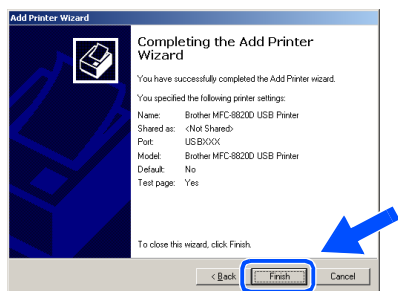 Add Printer Wizard
Completing the Add Printer
Wizard
You have successfully completed the Add Printer wizard.
You specified the following printer settings:
Name: Brother MFC-8820D USB Printer
Shared as: <Not Shared>
Port: USBXXX
Model: Brother MFC-8820D USB Printer
Default: No
Test page: Yes
To close this wizard, click Finish.
< Back Finish Cancel